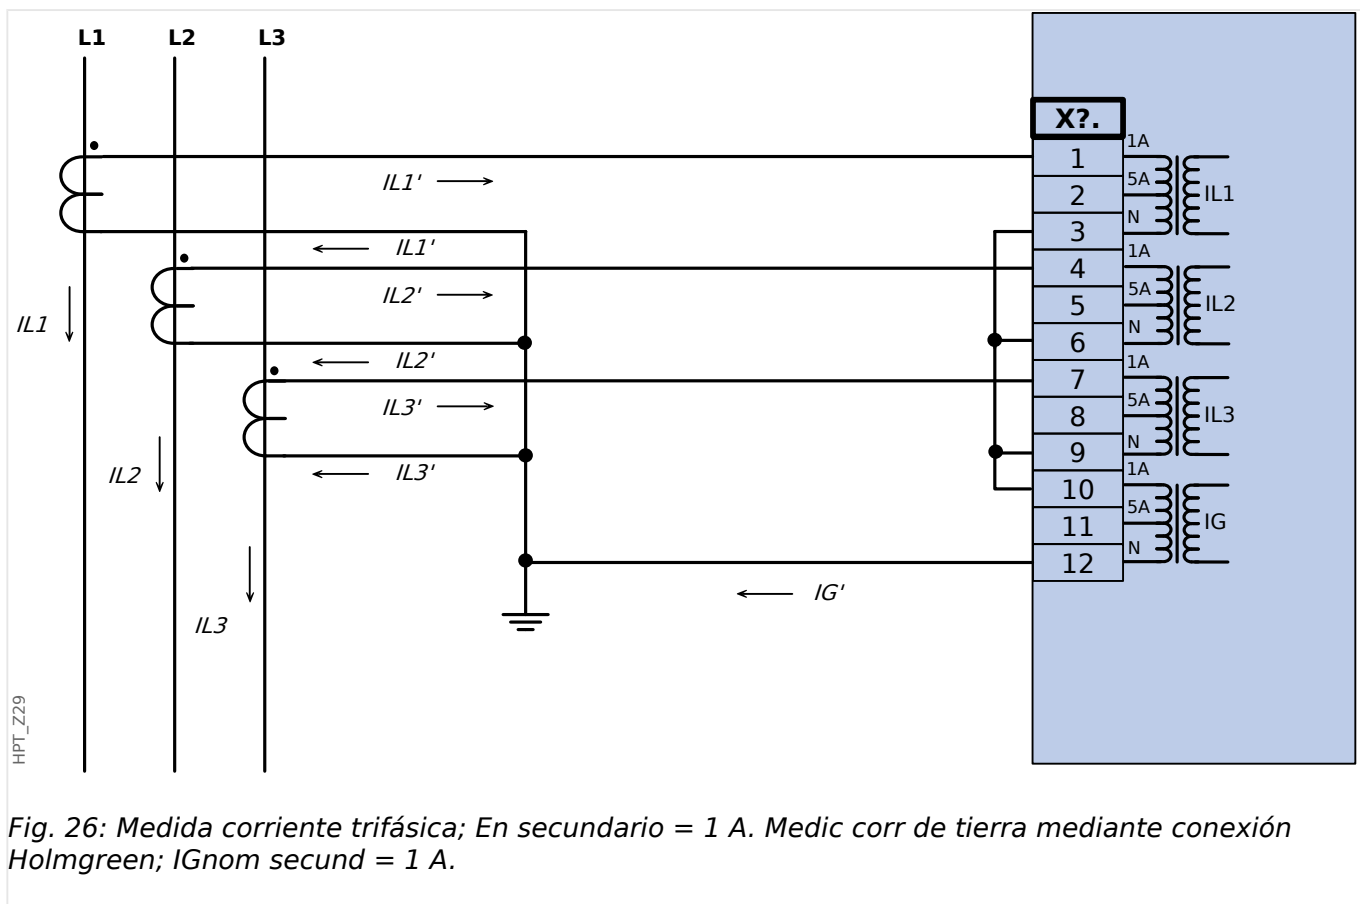 L1 L2 L3
X?.
1
2
3
4
5
6
7
8
9
10
11
12
1A
5A
N
IL1
1A
5A
N
IL2
1A
5A
N
IL3
1A
5A
N
IG
IL1'
IL1'
IL2'
IL2'
IL3'
IL3'
IG'
IL1
IL2
IL3
HPT_Z29
Fig. 26: Medida corriente trifásica; En secundario = 1 A. Medic corr de tierra mediante conexión
Holmgreen; IGnom secund = 1 A.